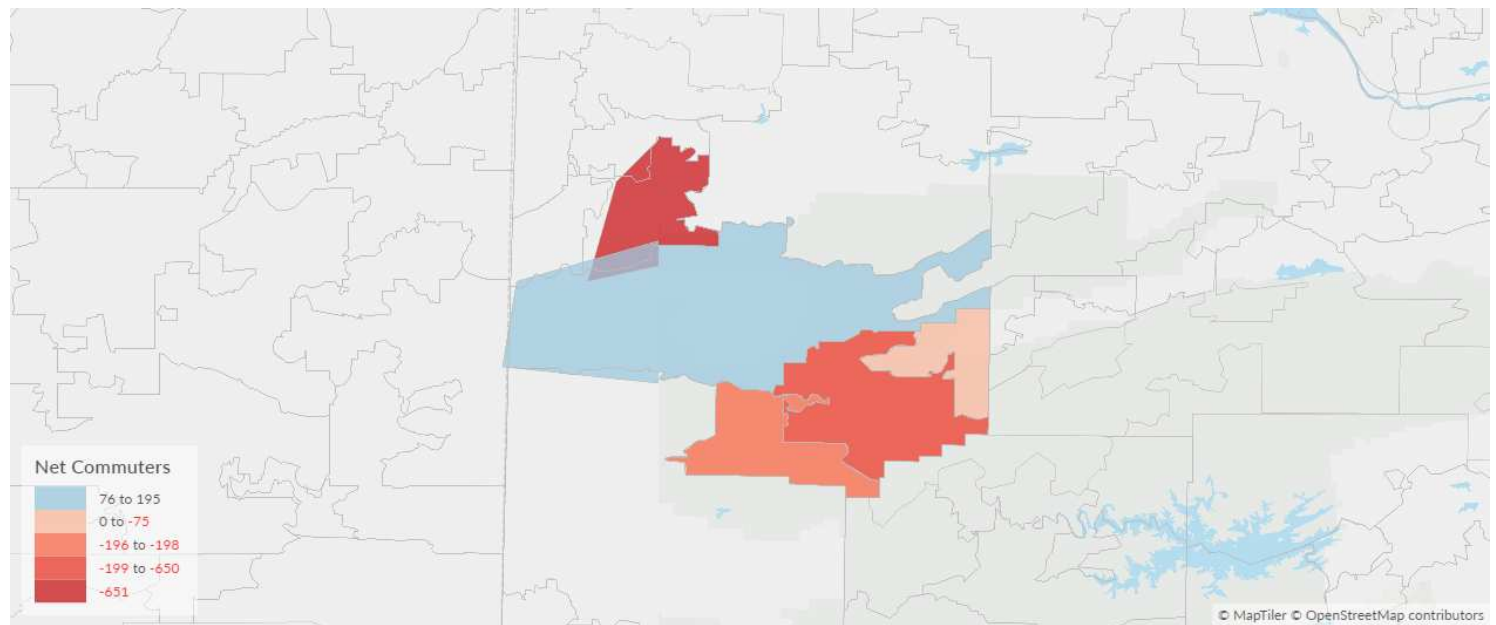 Net Commuters
76 to 195
0 to -75
-196 to -198
-199 to -650
-651
© MapTiler © OpenStreetMap contributors